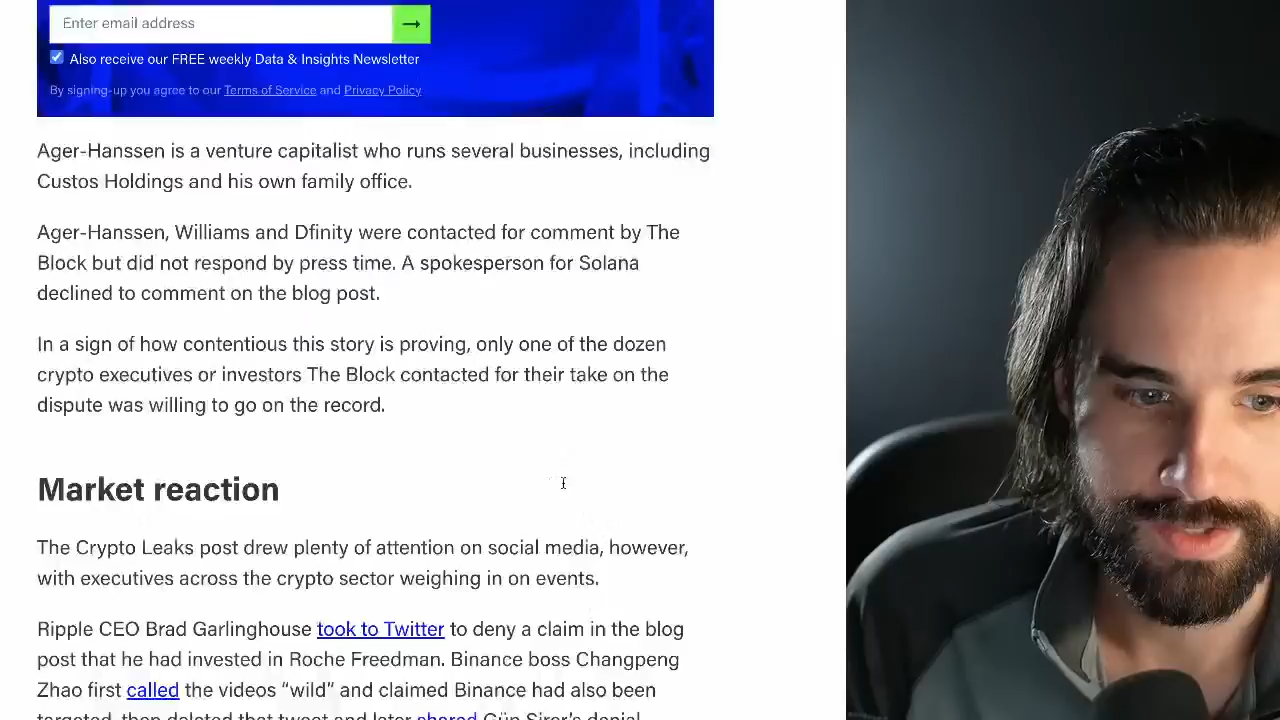 Enter email address
Also receive our FREE weekly Data & Insights Newsletter
By signing-up you agree to our Terms of Service and Privacy Policy
Ager-Hanssen is a venture capitalist who runs several businesses, including
Custos Holdings and his own family office.
Ager-Hanssen, Williams and Dfinity were contacted for comment by The
Block but did not respond by press time. A spokesperson for Solana
declined to comment on the blog post.
In a sign of how contentious this story is proving, only one of the dozen
crypto executives or investors The Block contacted for their take on the
dispute was willing to go on the record.
Market reaction
The Crypto Leaks post drew plenty of attention on social media, however,
with executives across the crypto sector weighing in on events.
Ripple CEO Brad Garlinghouse took to Twitter to deny a claim in the blog
post that he had invested in Roche Freedman. Binance boss Changpeng
Zhao first called the videos “wild” and claimed Binance had also been
targeted, then deleted that tweet and later shared Gün Sirer’s denial.